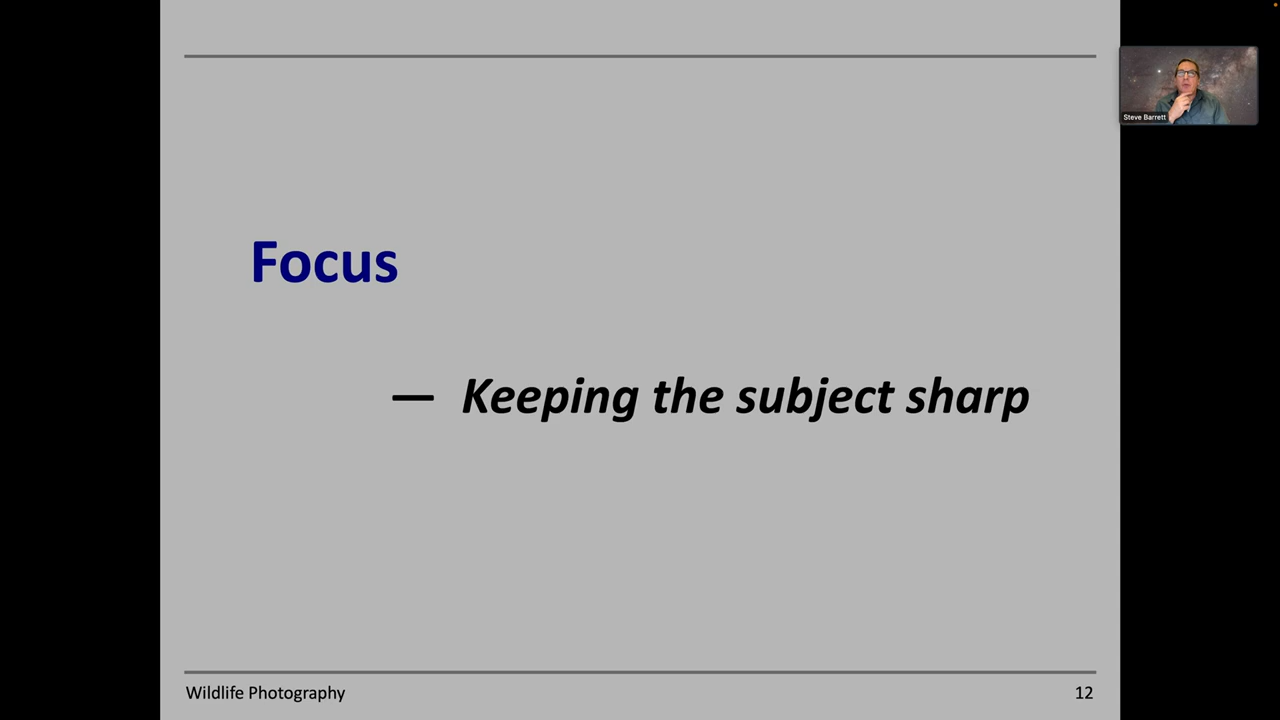 Steve Barrett
Focus
— Keeping the subject sharp
Wildlife Photography
12